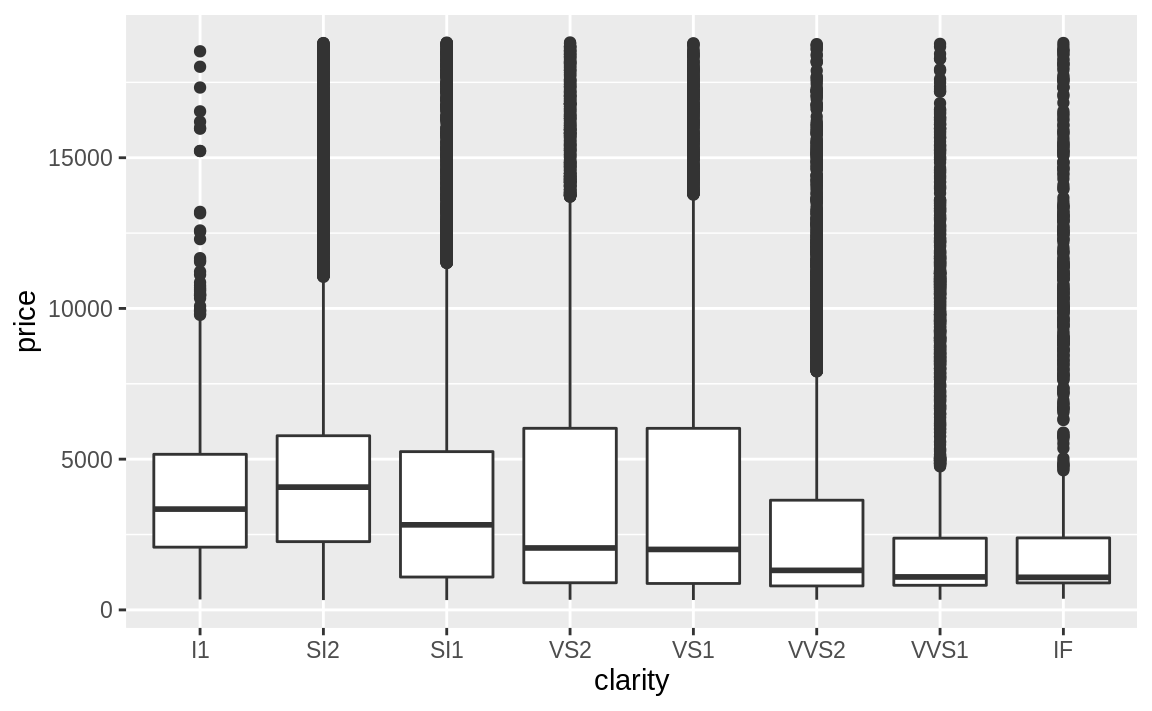 price
15000
10000
5000
0
I1 SI2 SI1 VS2 VS1 VVS2 VVS1 IF
clarity